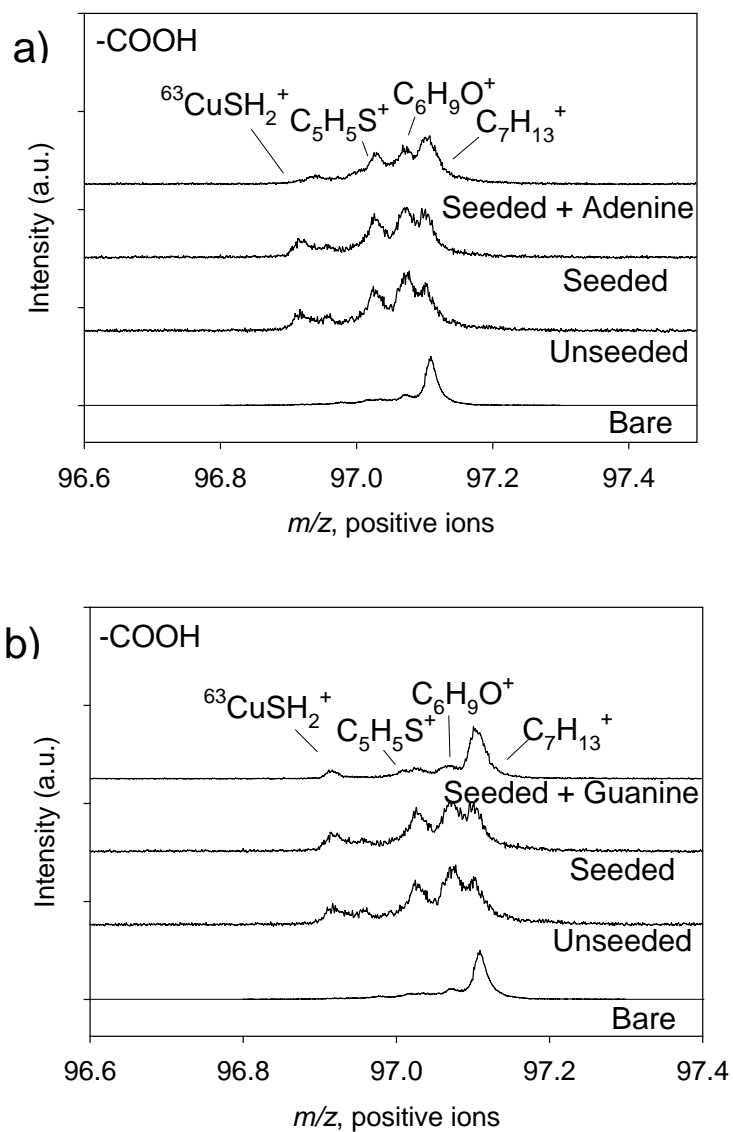 a)
-COOH
⁶³CuSH₂⁺
C₅H₅S⁺
C₆H₉O⁺
C₇H₁₃⁺
Seeded + Adenine
Seeded
Unseeded
Bare
Intensity (a.u.)
96.6 96.8 97.0 97.2 97.4
m/z, positive ions
b)
-COOH
⁶³CuSH₂⁺
C₅H₅S⁺
C₆H₉O⁺
C₇H₁₃⁺
Seeded + Guanine
Seeded
Unseeded
Bare
Intensity (a.u.)
96.6 96.8 97.0 97.2 97.4
m/z, positive ions